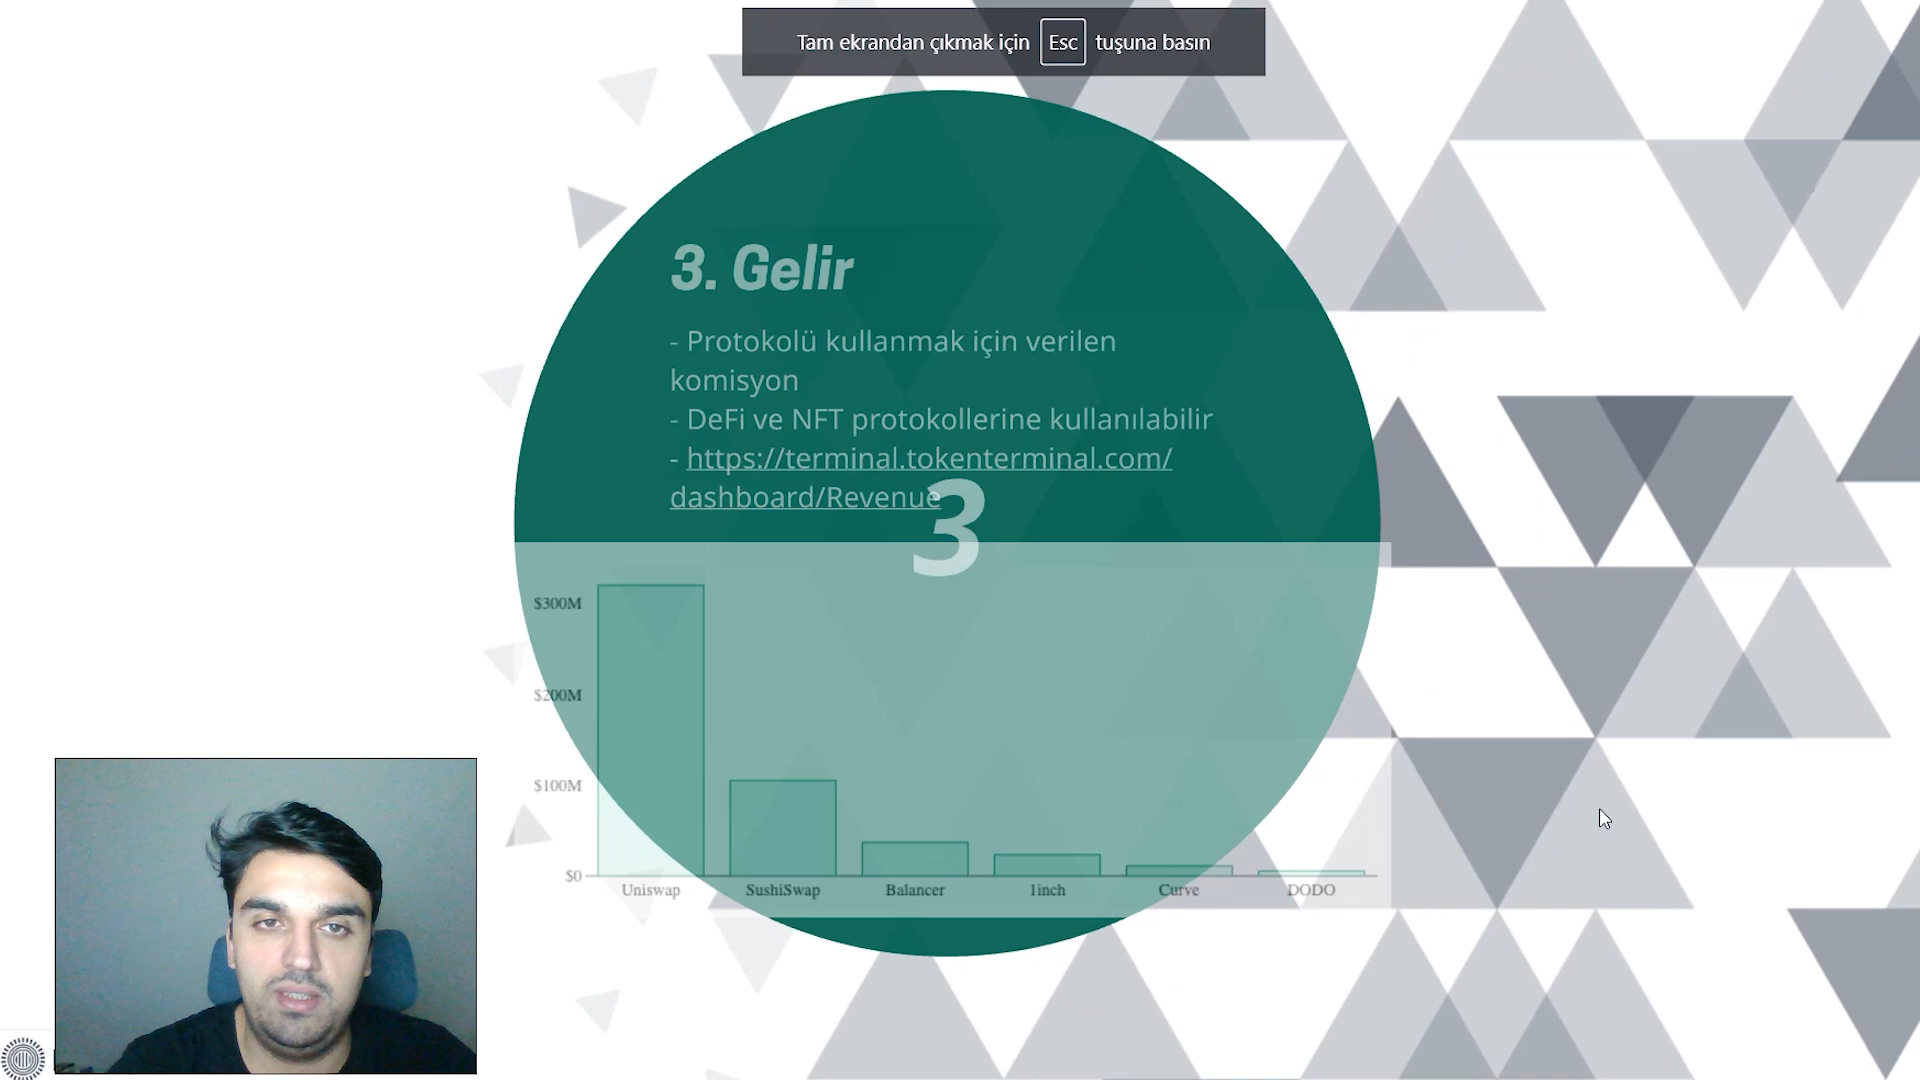 Tam ekrandan çıkmak için Esc tuşuna basın
3. Gelir
- Protokolü kullanmak için verilen
komisyon
- DeFi ve NFT protokollerine kullanılabilir
- https://terminal.tokenterminal.com/
dashboard/Revenue
3
$300M
$200M
$100M
$0
Uniswap SushiSwap Balancer 1inch Curve DODO